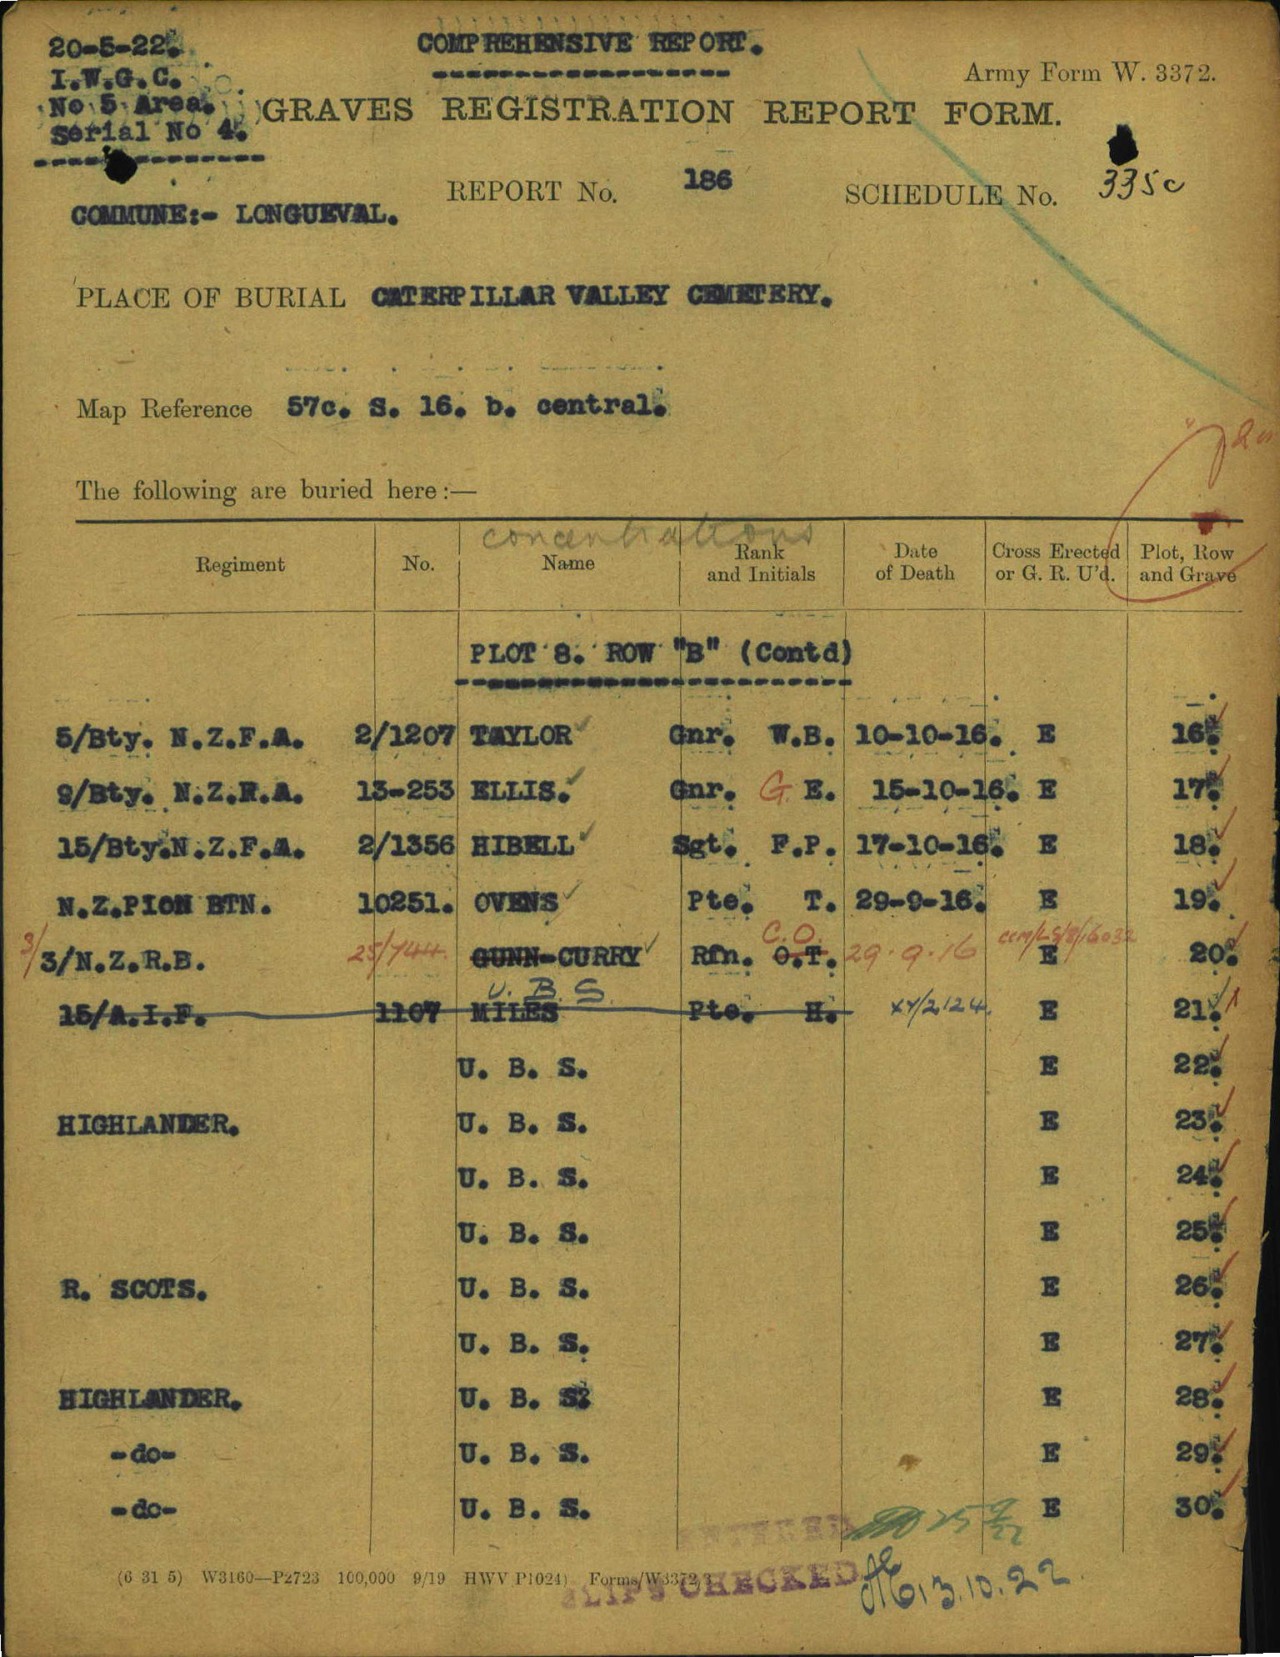 20-5-22.
I.W.G.C.
No 5 Area.
Serial No 4.
COMPREHENSIVE REPORT.
Army Form W. 3372.
GRAVES REGISTRATION REPORT FORM.
REPORT No. 186 SCHEDULE No. 335c
COMMUNE:- LONGUEVAL.
PLACE OF BURIAL CATERPILLAR VALLEY CEMETERY.
Map Reference 57c. S. 16. b. central.
The following are buried here:—
concentrations
Regiment No. Name Rank and Initials Date of Death Cross Erected or G. R. U'd. Plot, Row and Grave
PLOT 8. ROW "B" (Contd)
5/Bty. N.Z.F.A. 2/1207 TAYLOR Gnr. W.B. 10-10-16. E 16.
9/Bty. N.Z.F.A. 13-253 ELLIS. Gnr. G. E. 15-10-16. E 17.
15/Bty.N.Z.F.A. 2/1356 HIBELL Sgt. F.P. 17-10-16. E 18.
N.Z.PION BTN. 10251. OVENS Pte. T. 29-9-16. E 19.
C.O.
3/ 3/N.Z.R.B. 25/744 GUNN-CURRY Rfn. O.T. 29.9.16 E 20.
U. B. S.
15/A.I.F. 1107 MILES Pte. H. E 21.
U. B. S. E 22.
HIGHLANDER. U. B. S. E 23.
U. B. S. E 24.
U. B. S. E 25.
R. SCOTS. U. B. S. E 26.
U. B. S. E 27.
HIGHLANDER. U. B. S. E 28.
-do- U. B. S. E 29.
-do- U. B. S. E 30.
ENTERED
(6 31 5) W3160—P2723 100,000 9/19 HWV P1024) Forms/W3372/3
SLIPS CHECKED
13.10.22